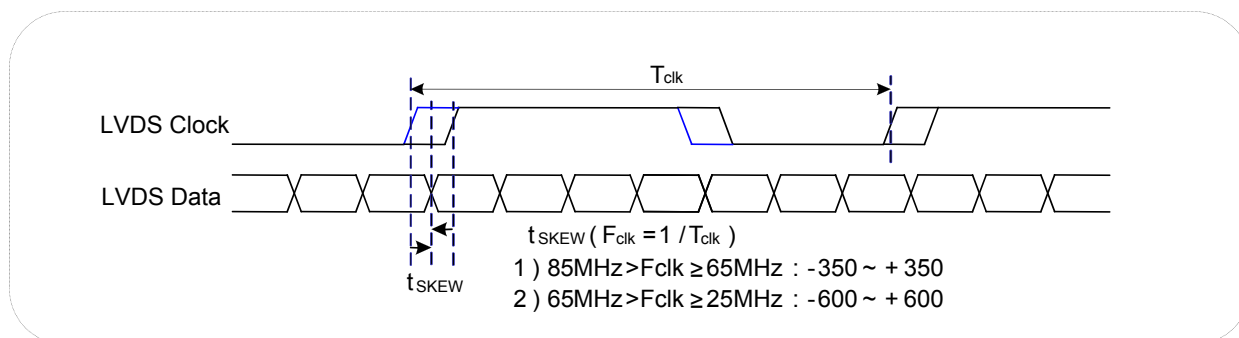 Tclk
LVDS Clock
LVDS Data
tSKEW ( Fclk = 1 / Tclk )
1 ) 85MHz > Fclk ≥ 65MHz : -350 ~ + 350
tSKEW
2 ) 65MHz > Fclk ≥ 25MHz : -600 ~ + 600